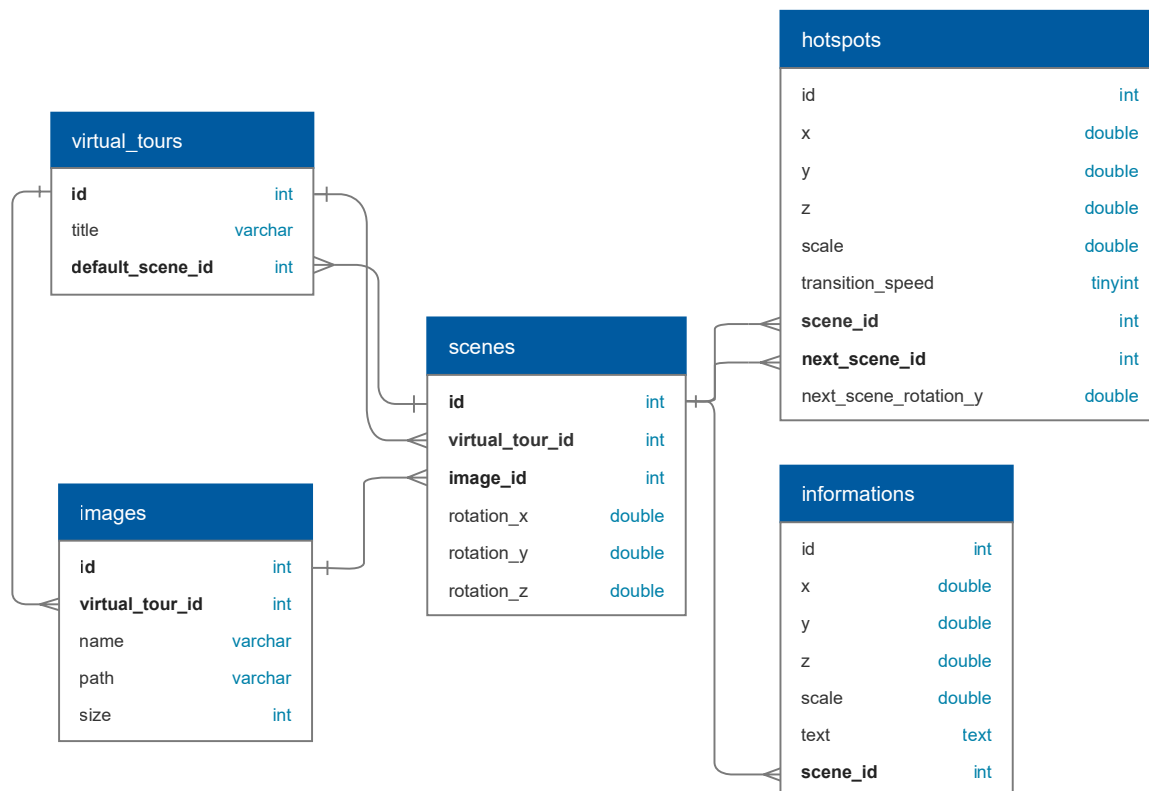 virtual_tours
id int
title varchar
default_scene_id int
images
id int
virtual_tour_id int
name varchar
path varchar
size int
scenes
id int
virtual_tour_id int
image_id int
rotation_x double
rotation_y double
rotation_z double
hotspots
id int
x double
y double
z double
scale double
transition_speed tinyint
scene_id int
next_scene_id int
next_scene_rotation_y double
informations
id int
x double
y double
z double
scale double
text text
scene_id int